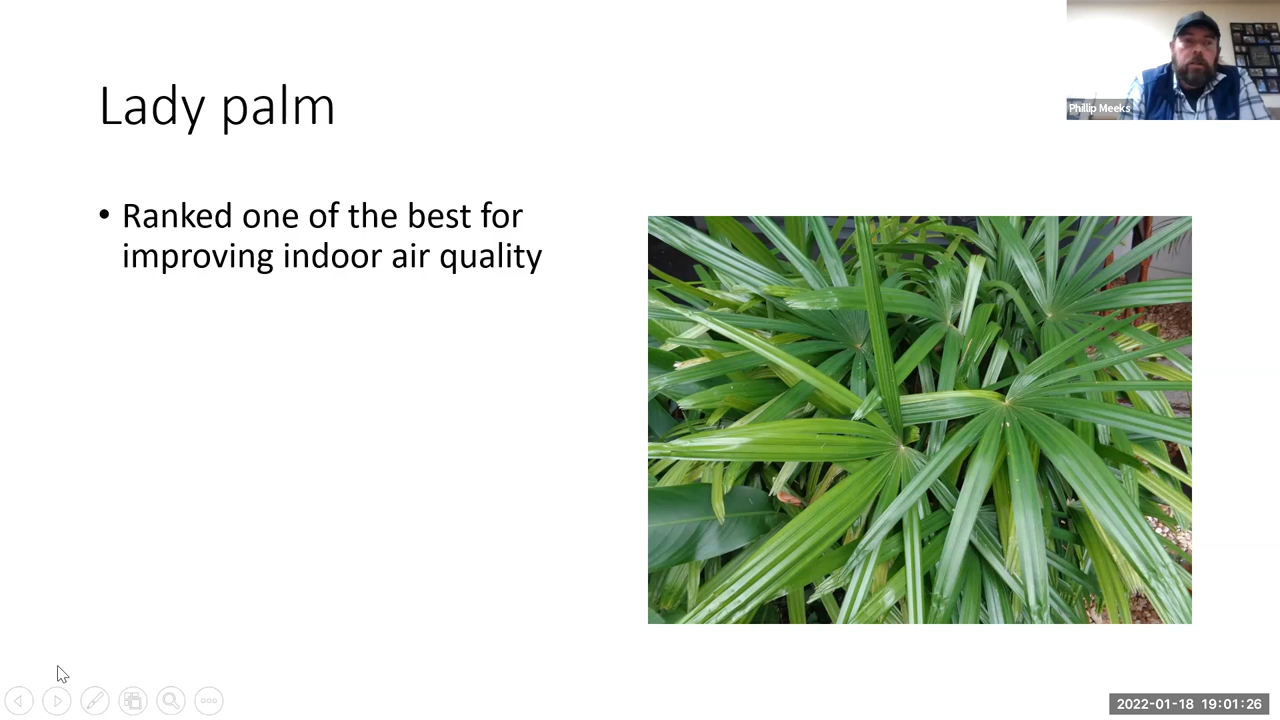 Phillip Meeks
Lady palm
• Ranked one of the best for
improving indoor air quality
2022-01-18 19:01:26